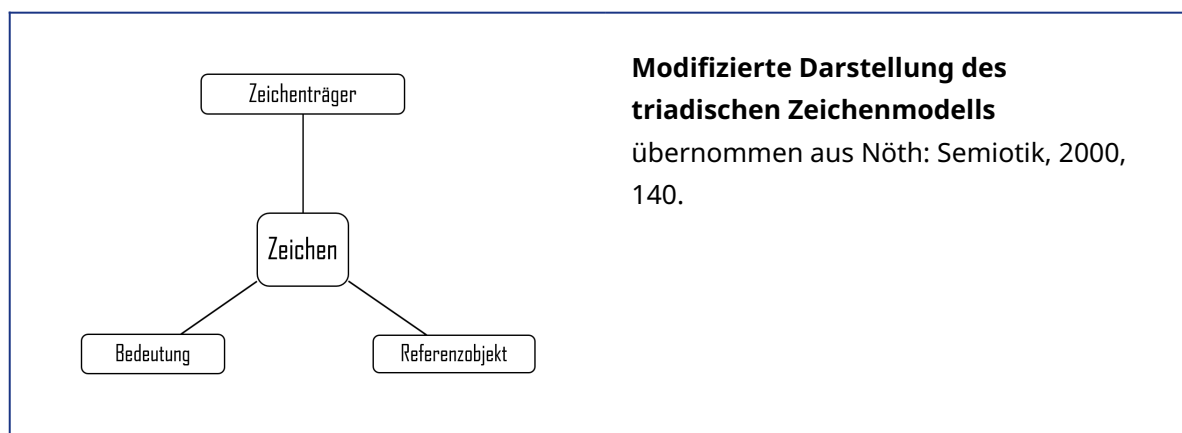 Zeichenträger
Zeichen
Bedeutung
Referenzobjekt
Modifizierte Darstellung des
triadischen Zeichenmodells
übernommen aus Nöth: Semiotik, 2000,
140.